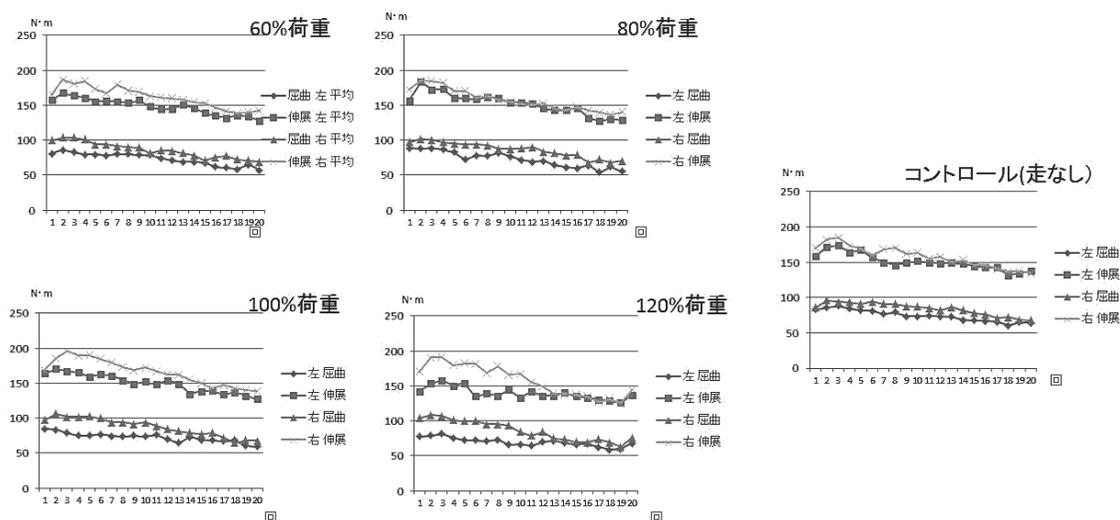 N・m
60%荷重
250
200
150
100
50
0
1 2 3 4 5 6 7 8 9 10 11 12 13 14 15 16 17 18 19 20
回
屈曲 左 平均
伸展 左 平均
屈曲 右 平均
伸展 右 平均
N・m
80%荷重
250
200
150
100
50
0
1 2 3 4 5 6 7 8 9 10 11 12 13 14 15 16 17 18 19 20
回
左 屈曲
左 伸展
右 屈曲
右 伸展
コントロール(走なし)
N・m
250
200
150
100
50
0
1 2 3 4 5 6 7 8 9 10 11 12 13 14 15 16 17 18 19 20
回
左 屈曲
左 伸展
右 屈曲
右 伸展
N・m
100%荷重
250
200
150
100
50
0
1 2 3 4 5 6 7 8 9 10 11 12 13 14 15 16 17 18 19 20
回
左 屈曲
左 伸展
右 屈曲
右 伸展
N・m
120%荷重
250
200
150
100
50
0
1 2 3 4 5 6 7 8 9 10 11 12 13 14 15 16 17 18 19 20
回
左 屈曲
左 伸展
右 屈曲
右 伸展